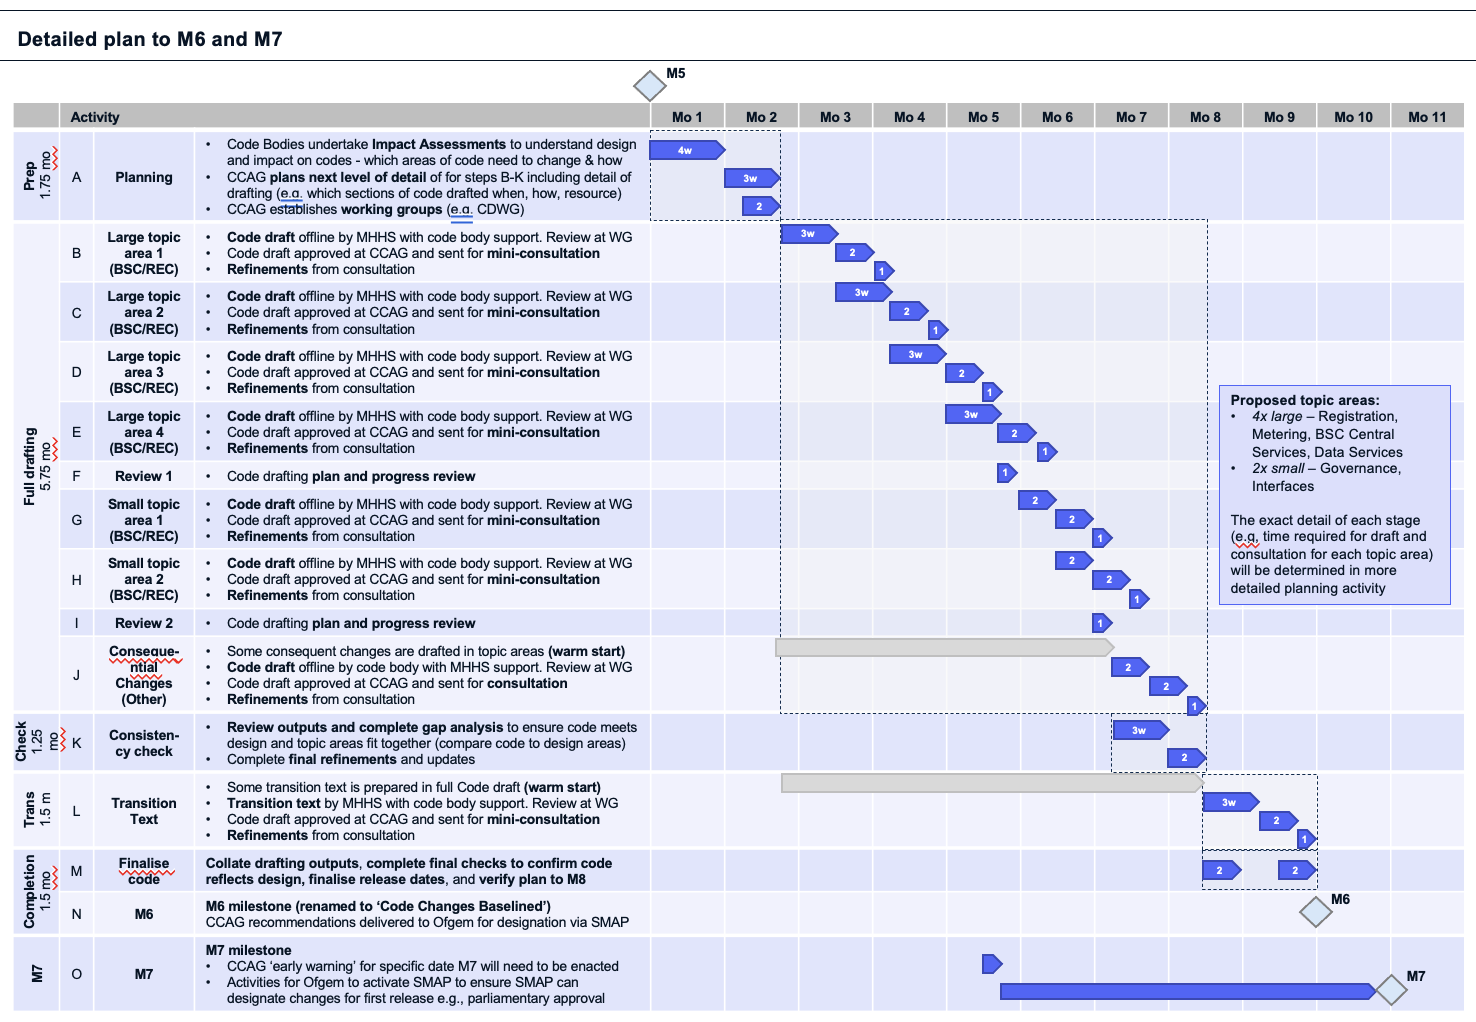 Detailed plan to M6 and M7
M5
Activity
Mo 1
Mo 2
Mo 3
Mo 4
Mo 5
Mo 6
Mo 7
Mo 8
Mo 9
Mo 10
Mo 11
Prep
1.75 mo
A
Planning
• Code Bodies undertake Impact Assessments to understand design
and impact on codes - which areas of code need to change & how
• CCAG plans next level of detail of for steps B-K including detail of
drafting (e.g. which sections of code drafted when, how, resource)
• CCAG establishes working groups (e.g. CDWG)
4w
3w
2
Full drafting
5.75 mo
B
Large topic
area 1
(BSC/REC)
• Code draft offline by MHHS with code body support. Review at WG
• Code draft approved at CCAG and sent for mini-consultation
• Refinements from consultation
3w
2
1
C
Large topic
area 2
(BSC/REC)
• Code draft offline by MHHS with code body support. Review at WG
• Code draft approved at CCAG and sent for mini-consultation
• Refinements from consultation
3w
2
1
D
Large topic
area 3
(BSC/REC)
• Code draft offline by MHHS with code body support. Review at WG
• Code draft approved at CCAG and sent for mini-consultation
• Refinements from consultation
3w
2
1
E
Large topic
area 4
(BSC/REC)
• Code draft offline by MHHS with code body support. Review at WG
• Code draft approved at CCAG and sent for mini-consultation
• Refinements from consultation
3w
2
1
F
Review 1
• Code drafting plan and progress review
1
G
Small topic
area 1
(BSC/REC)
• Code draft offline by MHHS with code body support. Review at WG
• Code draft approved at CCAG and sent for mini-consultation
• Refinements from consultation
2
2
1
H
Small topic
area 2
(BSC/REC)
• Code draft offline by MHHS with code body support. Review at WG
• Code draft approved at CCAG and sent for mini-consultation
• Refinements from consultation
2
2
1
I
Review 2
• Code drafting plan and progress review
1
J
Conseque-
ntial
Changes
(Other)
• Some consequent changes are drafted in topic areas (warm start)
• Code draft offline by code body with MHHS support. Review at WG
• Code draft approved at CCAG and sent for consultation
• Refinements from consultation
2
2
1
Proposed topic areas:
• 4x large – Registration,
Metering, BSC Central
Services, Data Services
• 2x small – Governance,
Interfaces
The exact detail of each stage
(e.g. time required for draft and
consultation for each topic area)
will be determined in more
detailed planning activity
Check
1.25
mo
K
Consisten-
cy check
• Review outputs and complete gap analysis to ensure code meets
design and topic areas fit together (compare code to design areas)
• Complete final refinements and updates
3w
2
Trans
1.5 m
L
Transition
Text
• Some transition text is prepared in full Code draft (warm start)
• Transition text by MHHS with code body support. Review at WG
• Code draft approved at CCAG and sent for mini-consultation
• Refinements from consultation
3w
2
1
Completion
1.5 mo
M
Finalise
code
Collate drafting outputs, complete final checks to confirm code
reflects design, finalise release dates, and verify plan to M8
2
2
N
M6
M6 milestone (renamed to ‘Code Changes Baselined’)
CCAG recommendations delivered to Ofgem for designation via SMAP
M6
M7
O
M7
M7 milestone
• CCAG ‘early warning’ for specific date M7 will need to be enacted
• Activities for Ofgem to activate SMAP to ensure SMAP can
designate changes for first release e.g., parliamentary approval
M7